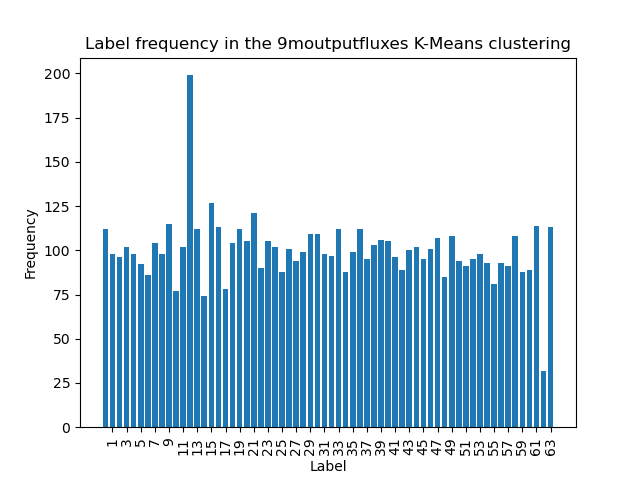 Label frequency in the 9moutputfluxes K-Means clustering
200
175
150
125
100
75
50
25
0
Frequency
1 3 5 7 9 11 13 15 17 19 21 23 25 27 29 31 33 35 37 39 41 43 45 47 49 51 53 55 57 59 61 63
Label